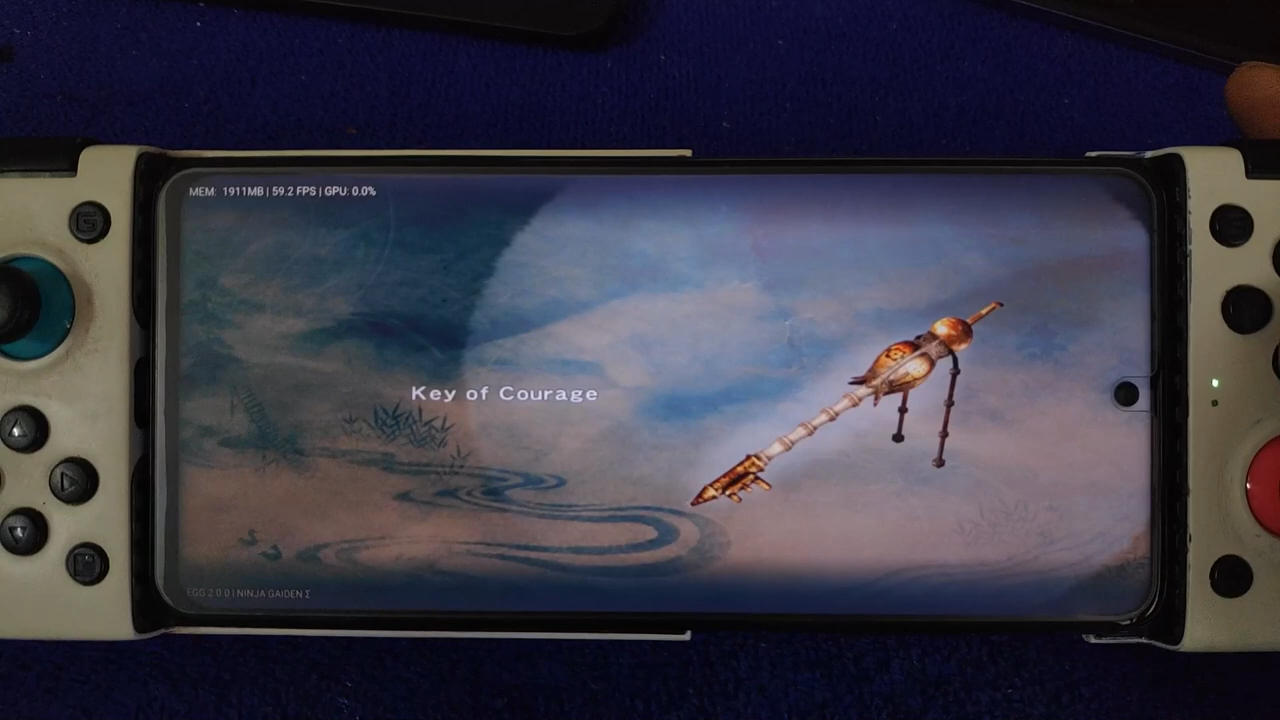 MEM: 1911MB | 59.2 FPS | GPU: 0.0%
Key of Courage
EGG 2.0.0 | NINJA GAIDEN Σ